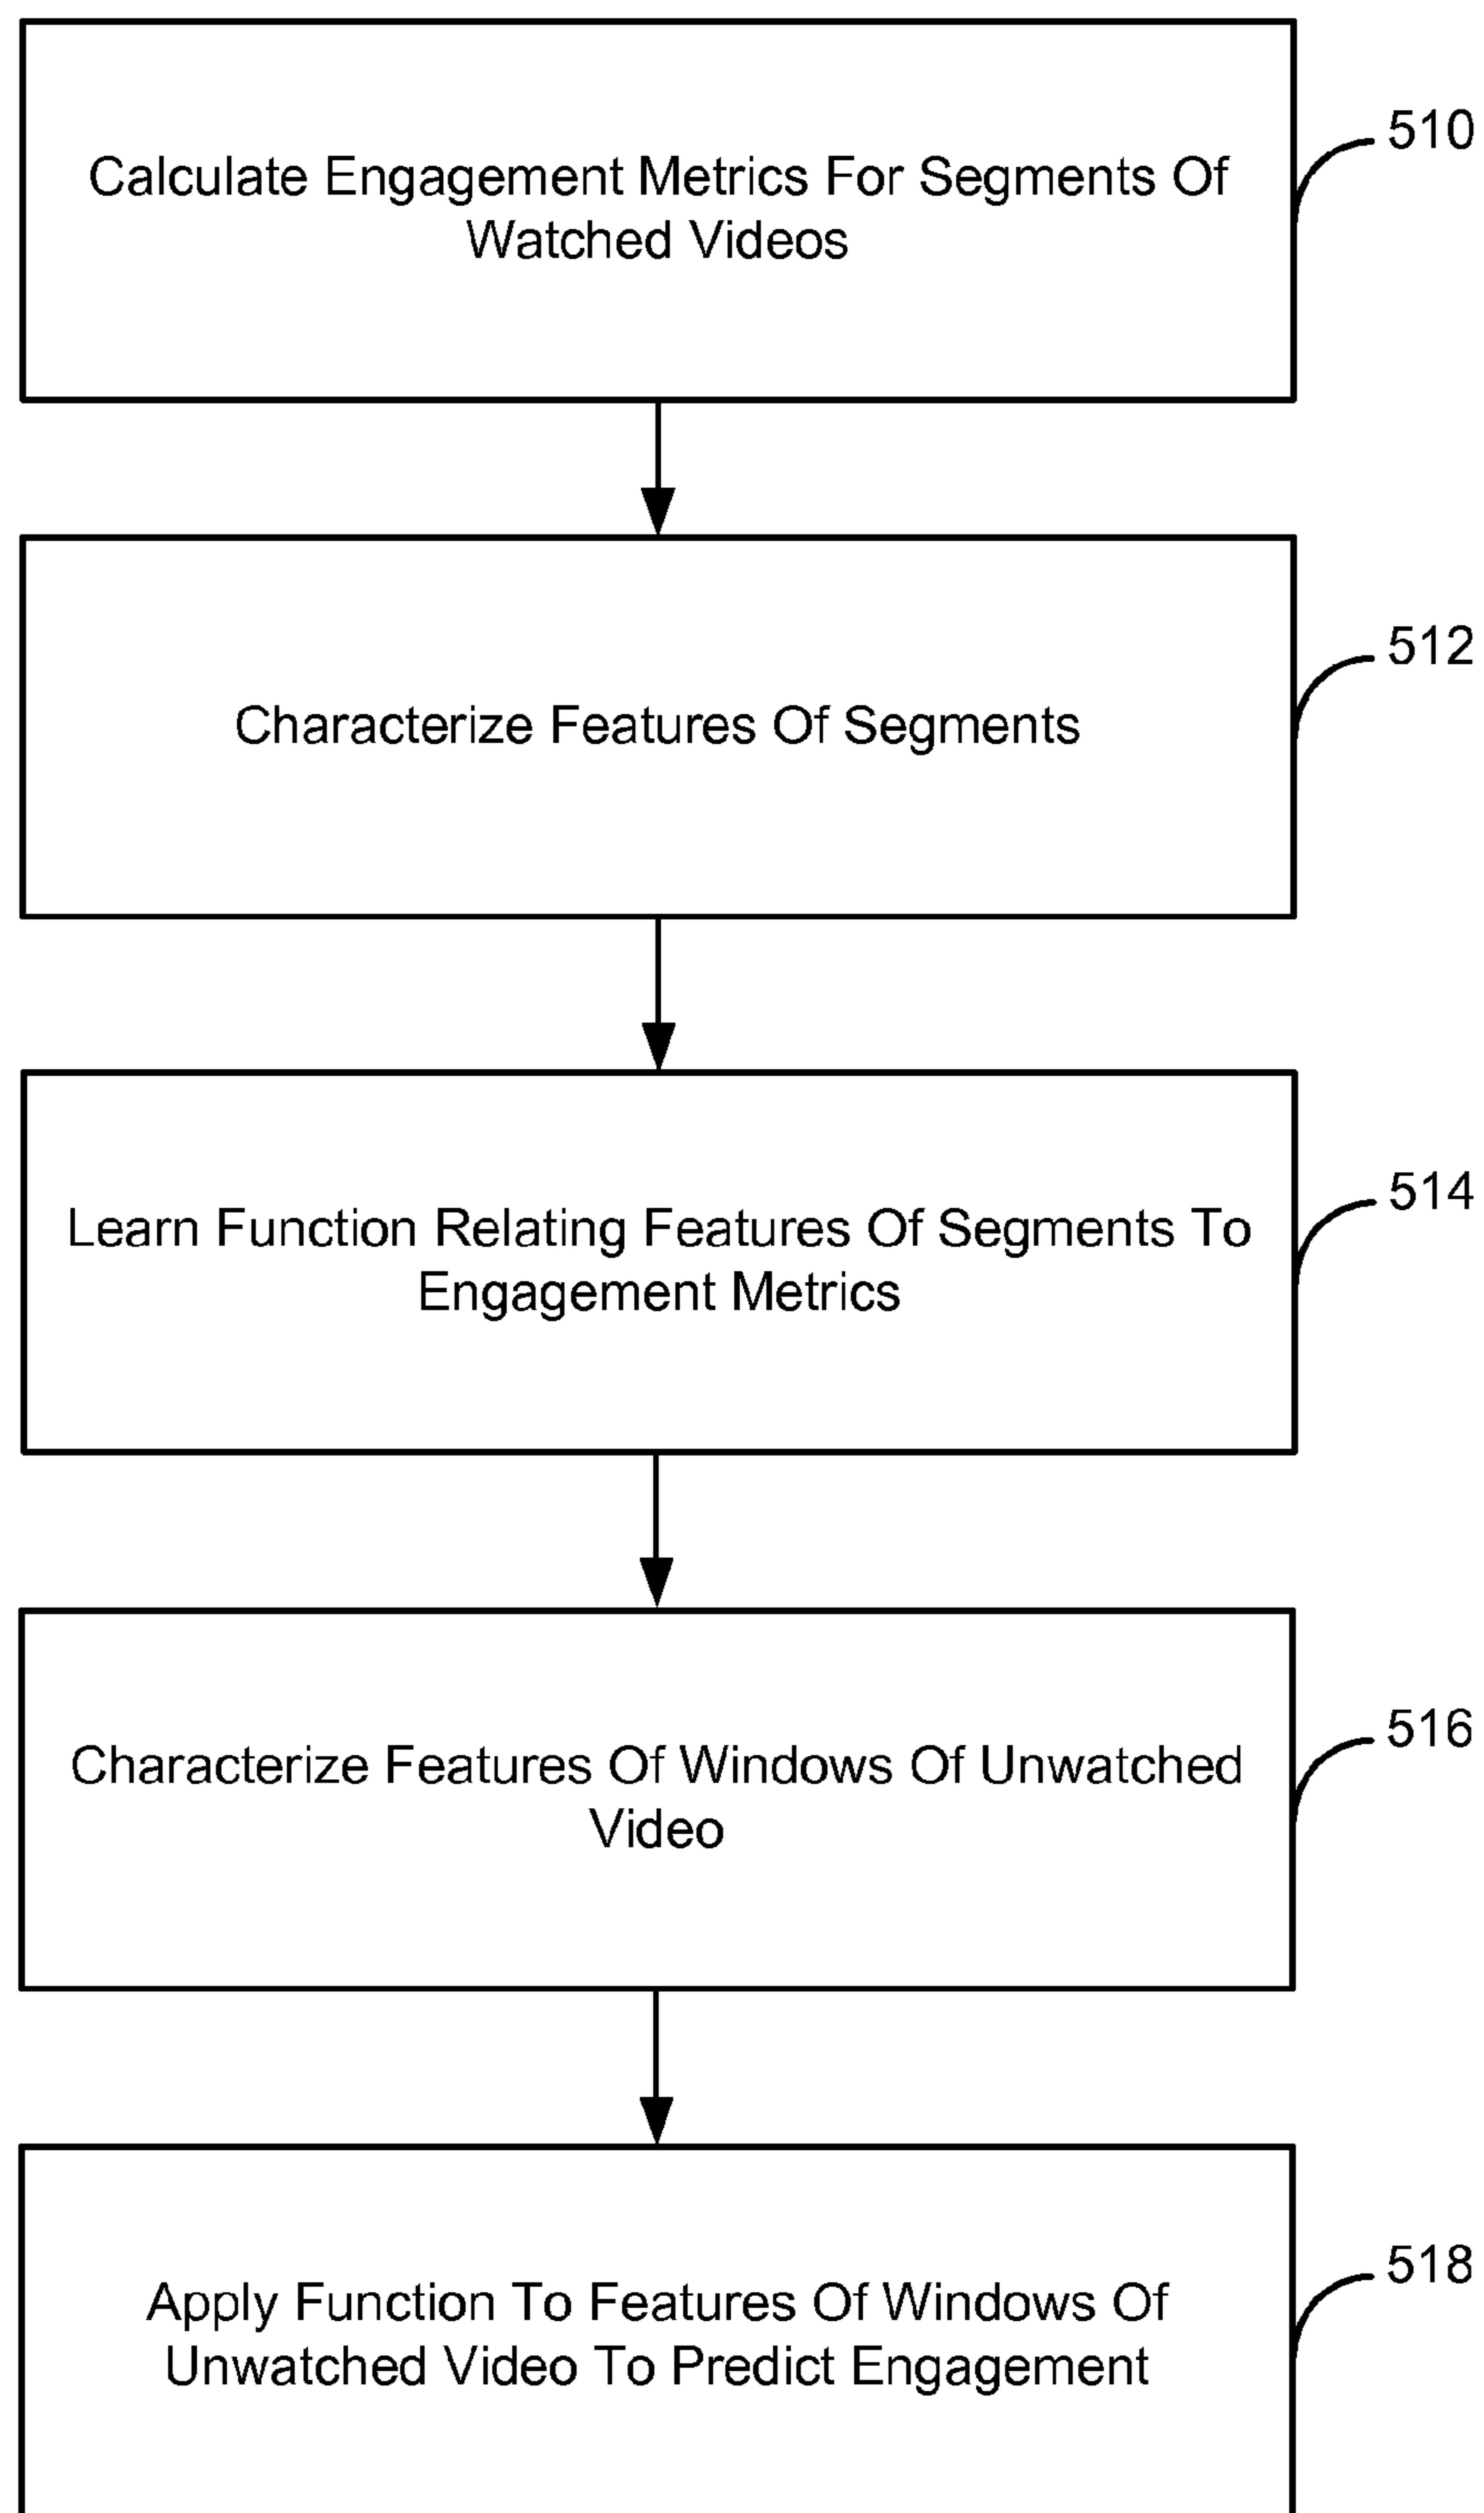 Calculate Engagement Metrics For Segments Of
Watched Videos
510
Characterize Features Of Segments
512
Learn Function Relating Features Of Segments To
Engagement Metrics
514
Characterize Features Of Windows Of Unwatched
Video
516
Apply Function To Features Of Windows Of
Unwatched Video To Predict Engagement
518